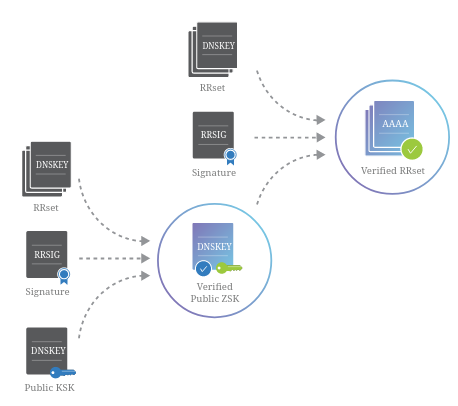 DNSKEY
RRset
RRSIG
Signature
AAAA
Verified RRset
DNSKEY
RRset
RRSIG
Signature
DNSKEY
Verified
Public ZSK
DNSKEY
Public KSK